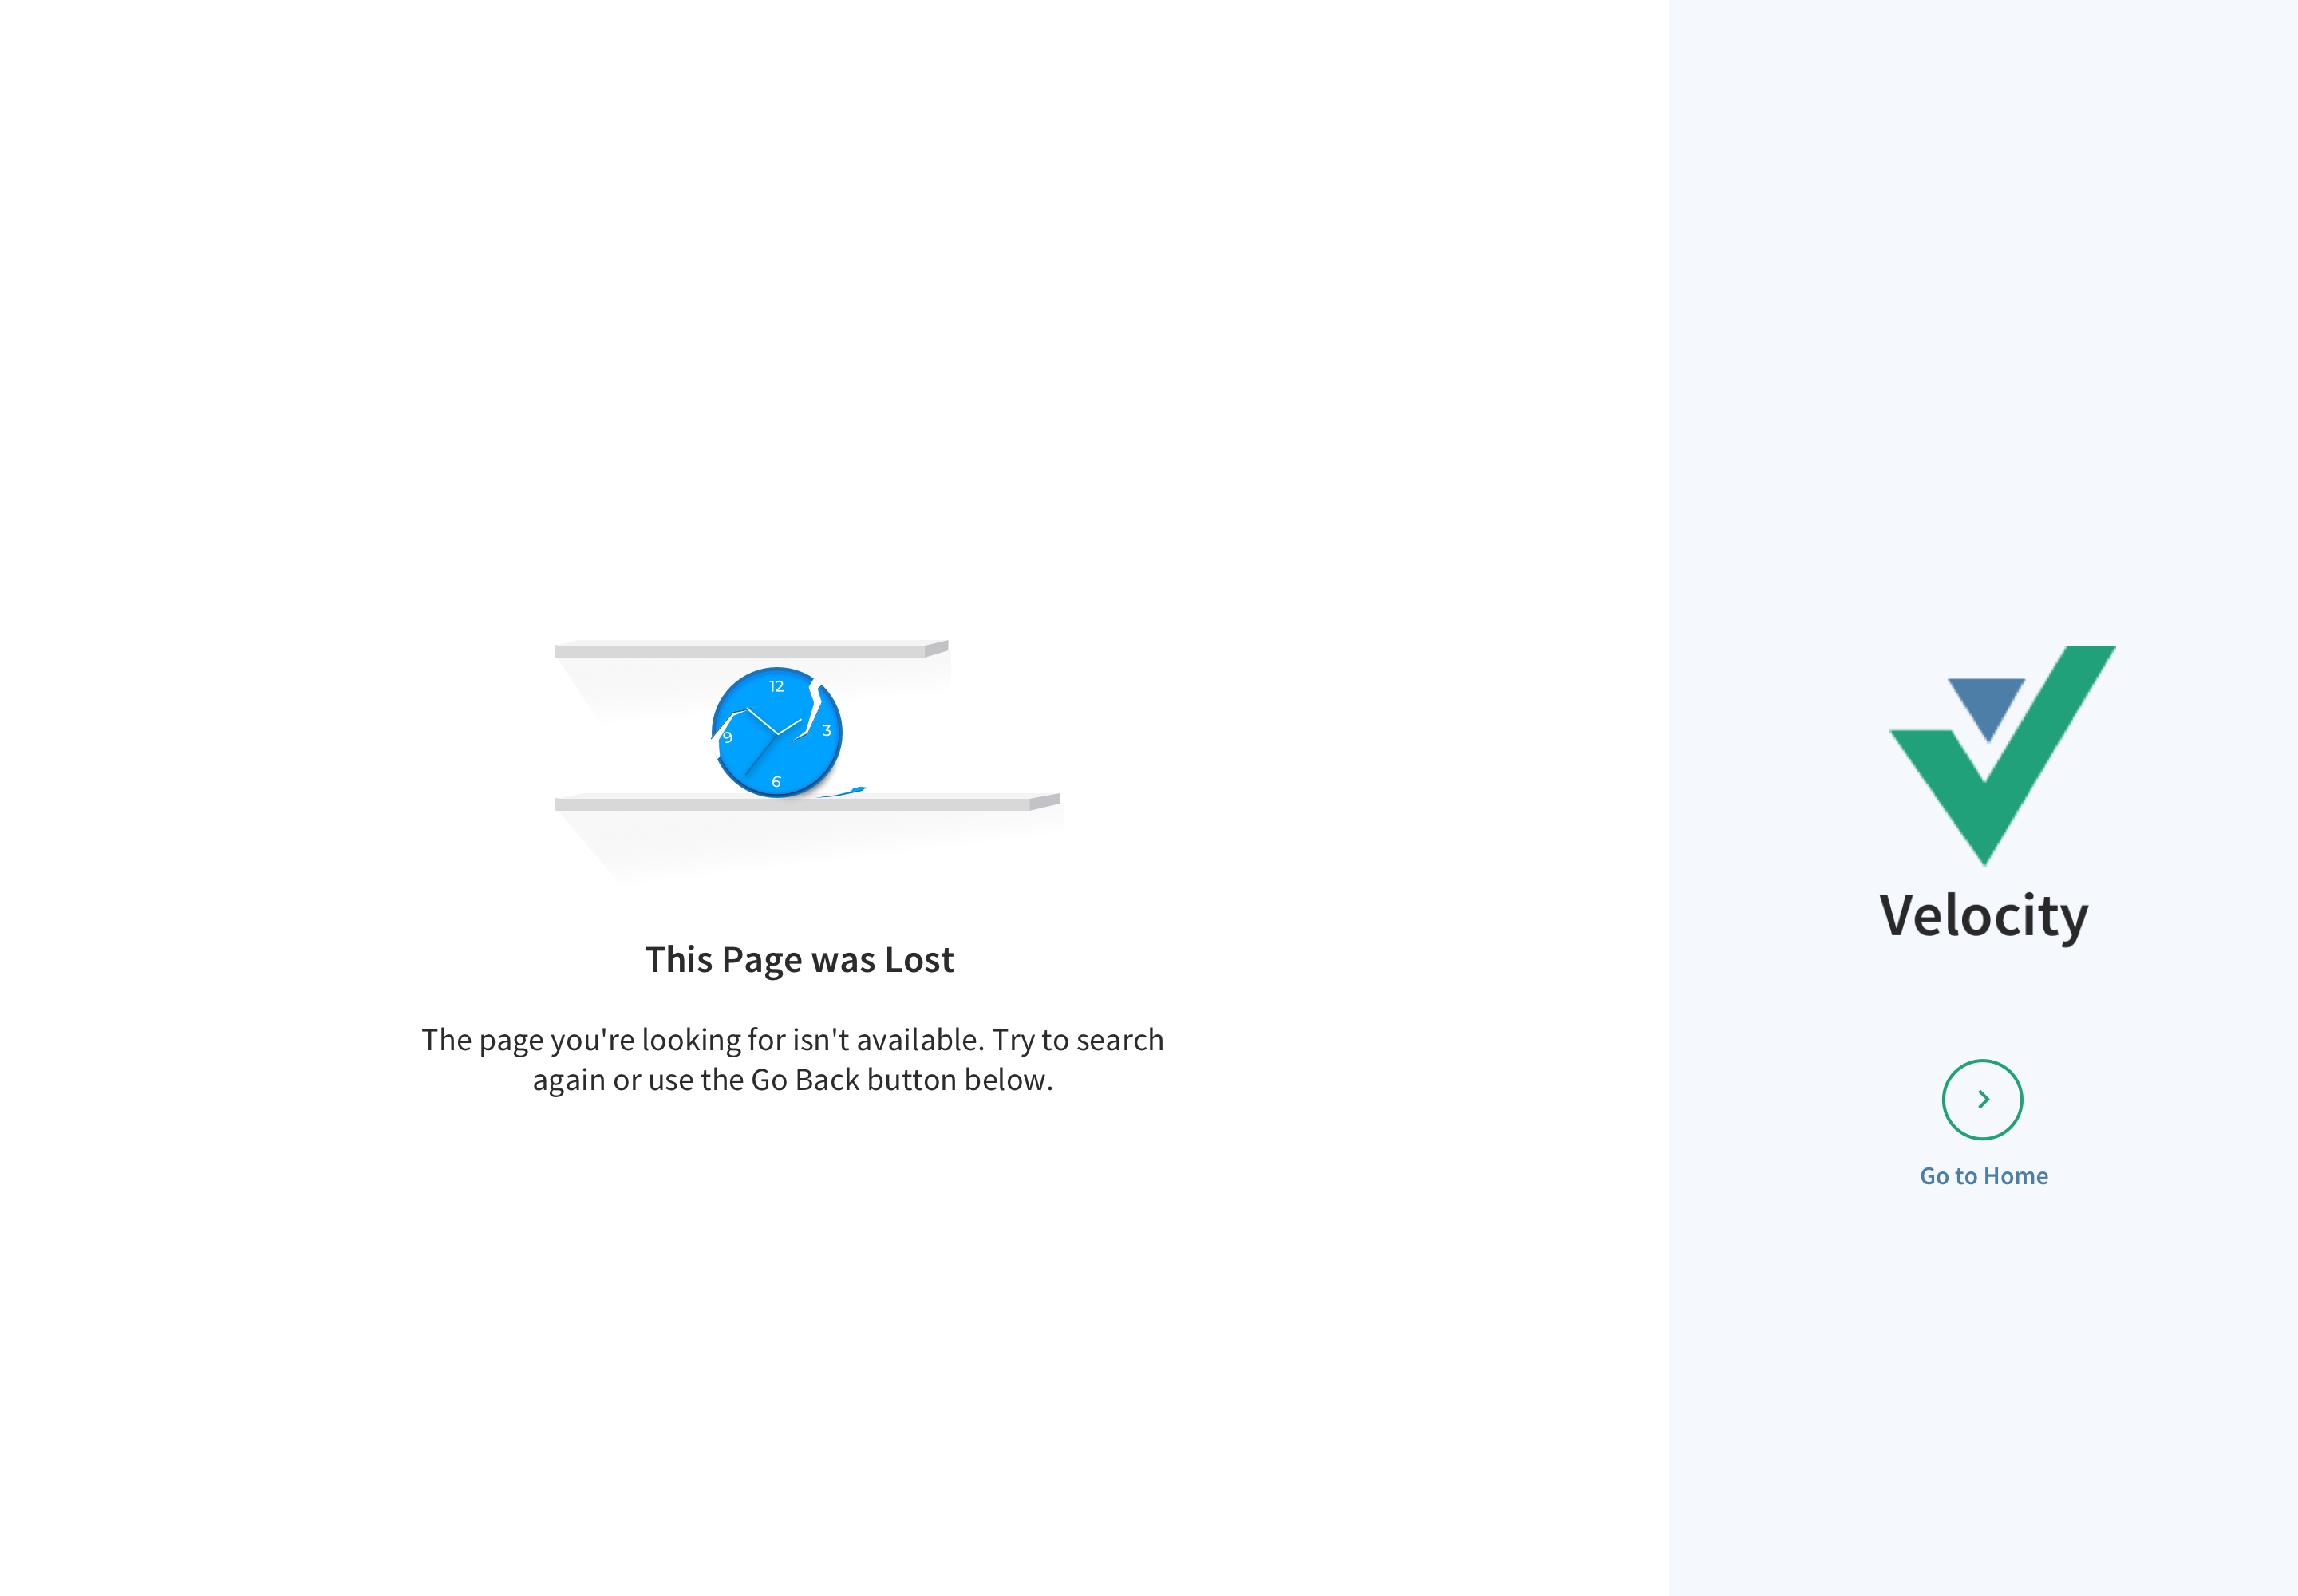 12
9
3
6
This Page was Lost
The page you're looking for isn't available. Try to search
again or use the Go Back button below.
Velocity
Go to Home